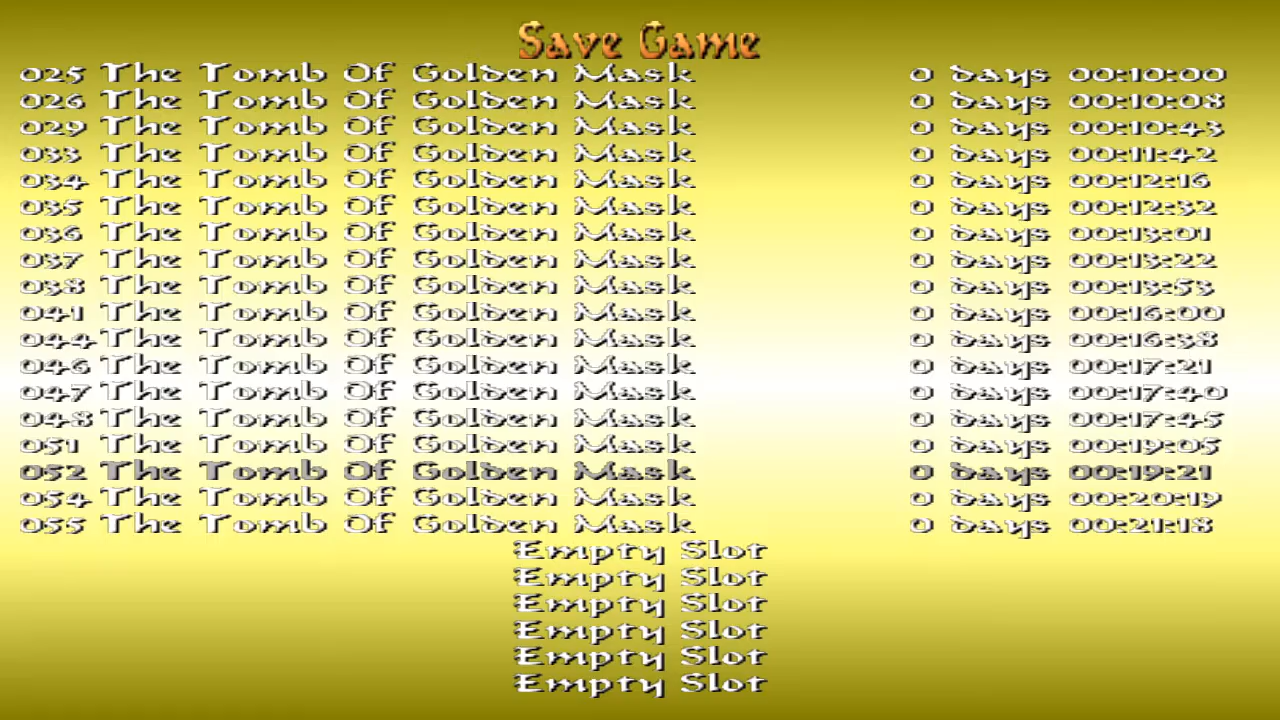 Save Game
025 The Tomb Of Golden Mask 0 days 00:10:00
026 The Tomb Of Golden Mask 0 days 00:10:08
029 The Tomb Of Golden Mask 0 days 00:10:43
033 The Tomb Of Golden Mask 0 days 00:11:42
034 The Tomb Of Golden Mask 0 days 00:12:16
035 The Tomb Of Golden Mask 0 days 00:12:32
036 The Tomb Of Golden Mask 0 days 00:13:01
037 The Tomb Of Golden Mask 0 days 00:13:22
038 The Tomb Of Golden Mask 0 days 00:13:53
041 The Tomb Of Golden Mask 0 days 00:16:00
044 The Tomb Of Golden Mask 0 days 00:16:38
046 The Tomb Of Golden Mask 0 days 00:17:21
047 The Tomb Of Golden Mask 0 days 00:17:40
048 The Tomb Of Golden Mask 0 days 00:17:45
051 The Tomb Of Golden Mask 0 days 00:19:05
052 The Tomb Of Golden Mask 0 days 00:19:21
054 The Tomb Of Golden Mask 0 days 00:20:19
055 The Tomb Of Golden Mask 0 days 00:21:18
Empty Slot
Empty Slot
Empty Slot
Empty Slot
Empty Slot
Empty Slot